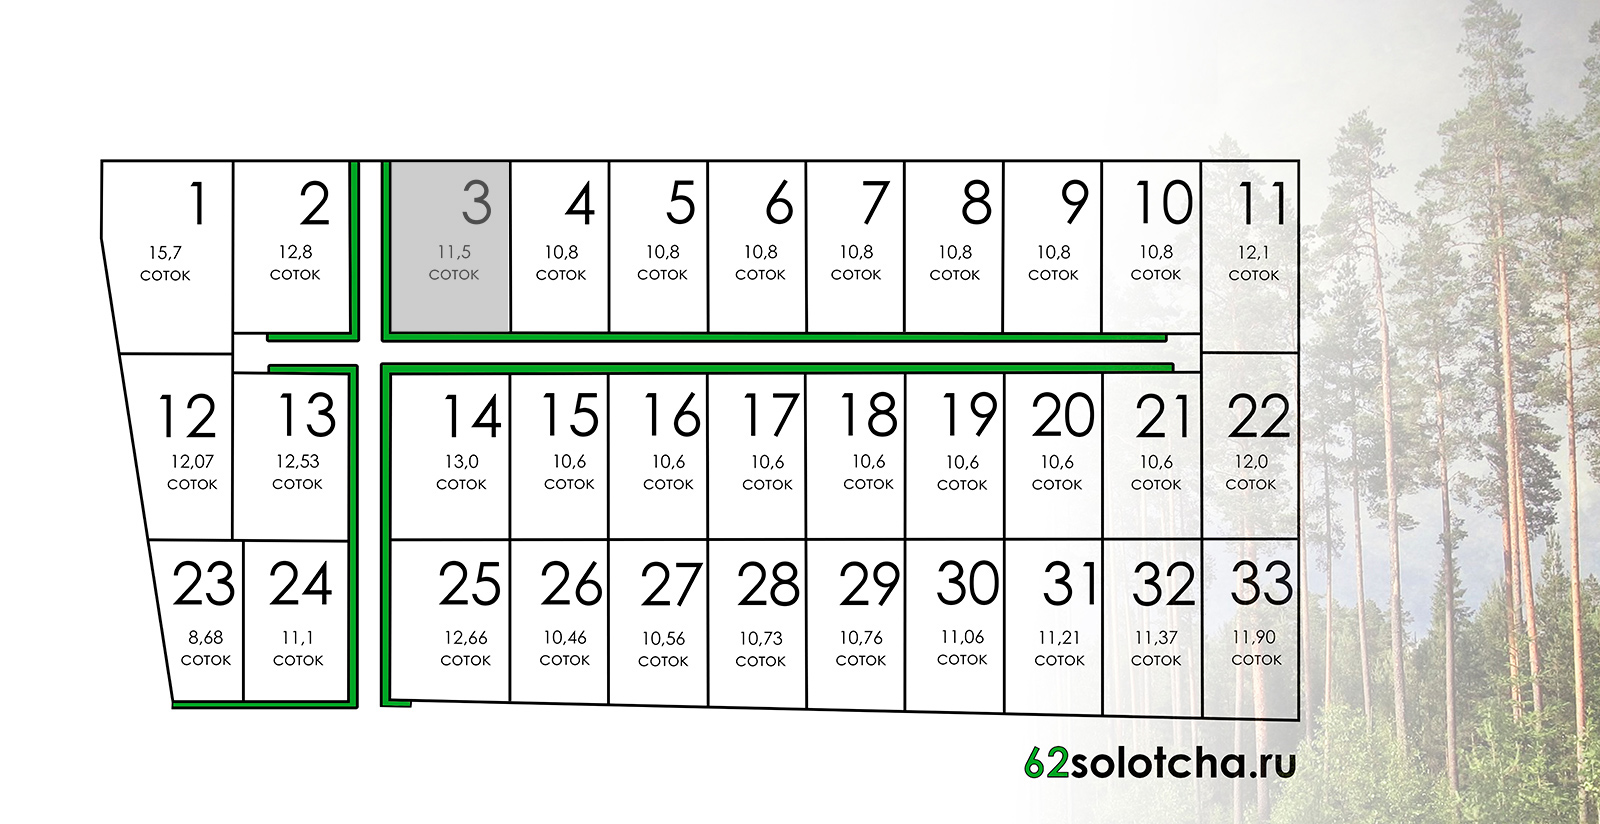 1 2 3 4 5 6 7 8 9 10 11
15,7 12,8 11,5 10,8 10,8 10,8 10,8 10,8 10,8 10,8 12,1
СОТОК СОТОК СОТОК СОТОК СОТОК СОТОК СОТОК СОТОК СОТОК СОТОК СОТОК
12 13 14 15 16 17 18 19 20 21 22
12,07 12,53 13,0 10,6 10,6 10,6 10,6 10,6 10,6 10,6 12,0
СОТОК СОТОК СОТОК СОТОК СОТОК СОТОК СОТОК СОТОК СОТОК СОТОК СОТОК
23 24 25 26 27 28 29 30 31 32 33
8,68 11,1 12,66 10,46 10,56 10,73 10,76 11,06 11,21 11,37 11,90
СОТОК СОТОК СОТОК СОТОК СОТОК СОТОК СОТОК СОТОК СОТОК СОТОК СОТОК
62solotcha.ru